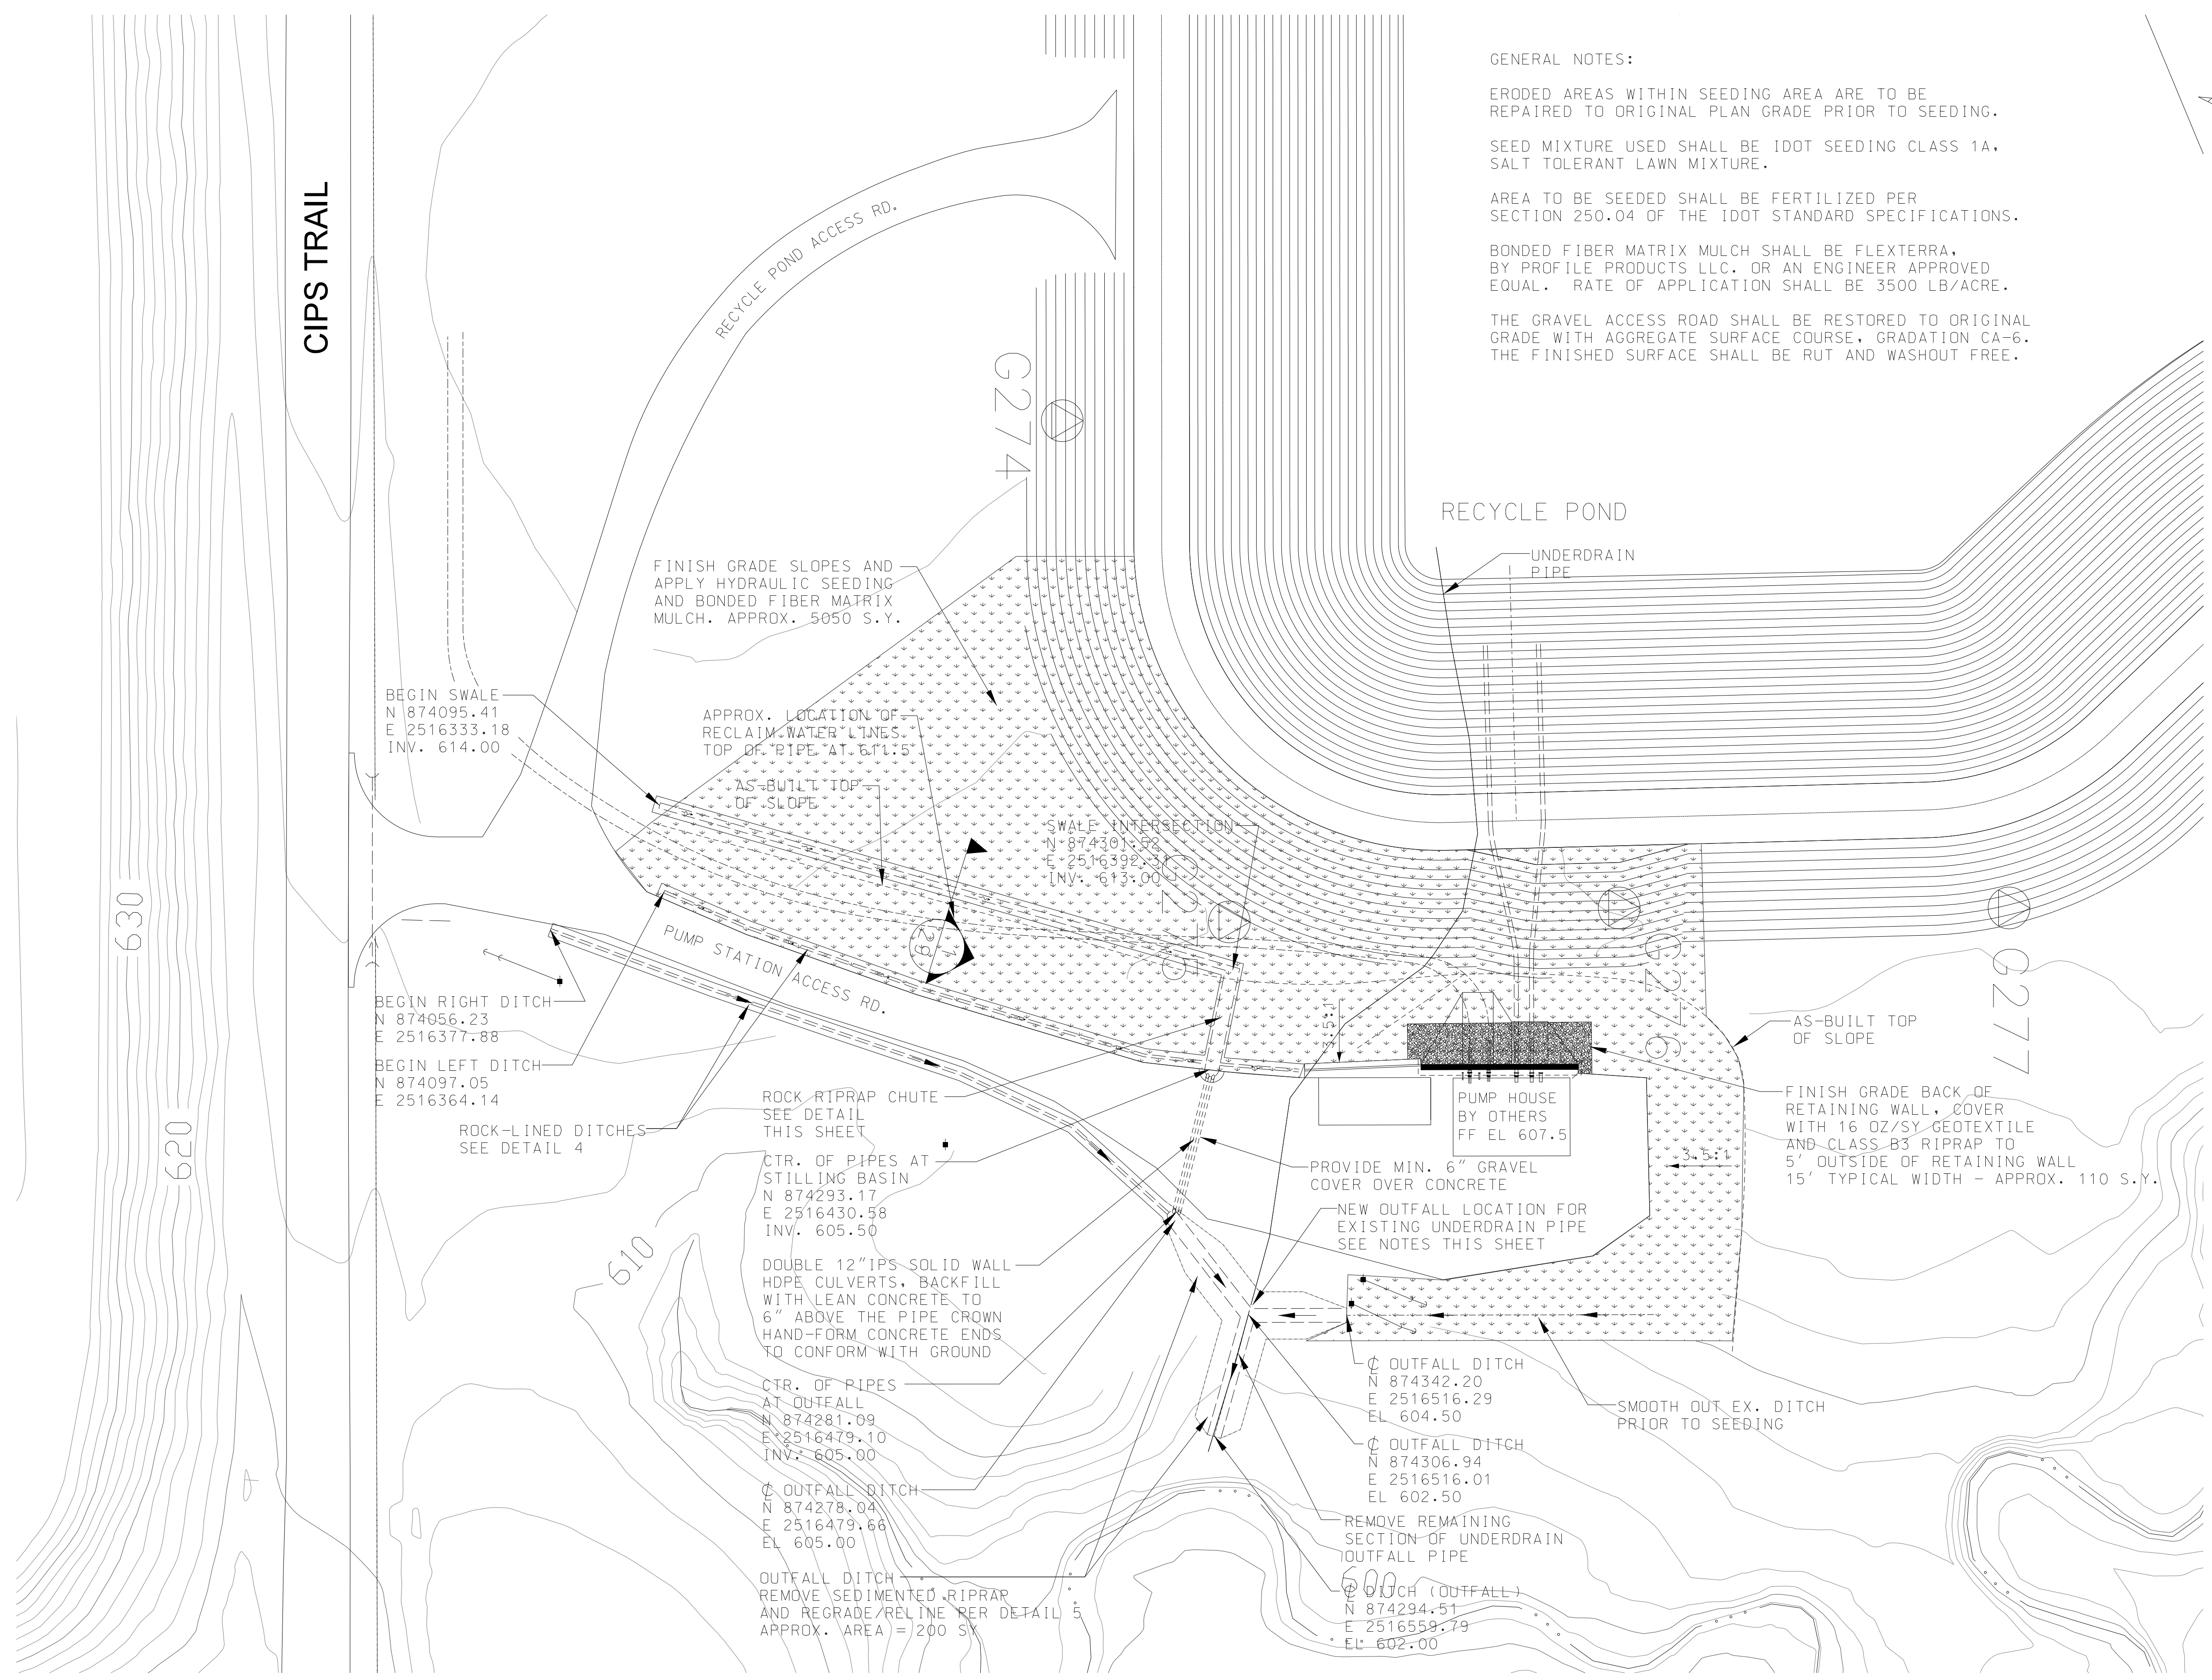 GENERAL NOTES:
ERODED AREAS WITHIN SEEDING AREA ARE TO BE
REPAIRED TO ORIGINAL PLAN GRADE PRIOR TO SEEDING.
SEED MIXTURE USED SHALL BE IDOT SEEDING CLASS 1A,
SALT TOLERANT LAWN MIXTURE.
AREA TO BE SEEDED SHALL BE FERTILIZED PER
SECTION 250.04 OF THE IDOT STANDARD SPECIFICATIONS.
BONDED FIBER MATRIX MULCH SHALL BE FLEXTERRA,
BY PROFILE PRODUCTS LLC. OR AN ENGINEER APPROVED
EQUAL. RATE OF APPLICATION SHALL BE 3500 LB/ACRE.
THE GRAVEL ACCESS ROAD SHALL BE RESTORED TO ORIGINAL
GRADE WITH AGGREGATE SURFACE COURSE, GRADATION CA-6.
THE FINISHED SURFACE SHALL BE RUT AND WASHOUT FREE.
CIPS TRAIL
RECYCLE POND ACCESS RD.
G274
RECYCLE POND
UNDERDRAIN
PIPE
FINISH GRADE SLOPES AND
APPLY HYDRAULIC SEEDING
AND BONDED FIBER MATRIX
MULCH. APPROX. 5050 S.Y.
BEGIN SWALE
N 874095.41
E 2516333.18
INV. 614.00
APPROX. LOCATION OF
RECLAIM WATER LINES
TOP OF PIPE AT 611.5
AS-BUILT TOP
OF SLOPE
SWALE INTERSECTION
N 874301.52
E 2516392.31
INV. 613.00
G275
G276
G277
630
620
610
600
1
29
PUMP STATION ACCESS RD.
BEGIN RIGHT DITCH
N 874056.23
E 2516377.88
BEGIN LEFT DITCH
N 874097.05
E 2516364.14
ROCK-LINED DITCHES
SEE DETAIL 4
3.5:1
AS-BUILT TOP
OF SLOPE
FINISH GRADE BACK OF
RETAINING WALL, COVER
WITH 16 OZ/SY GEOTEXTILE
AND CLASS B3 RIPRAP TO
5' OUTSIDE OF RETAINING WALL
15' TYPICAL WIDTH - APPROX. 110 S.Y.
3.5:1
PUMP HOUSE
BY OTHERS
FF EL 607.5
ROCK RIPRAP CHUTE
SEE DETAIL
THIS SHEET
CTR. OF PIPES AT
STILLING BASIN
N 874293.17
E 2516430.58
INV. 605.50
PROVIDE MIN. 6" GRAVEL
COVER OVER CONCRETE
NEW OUTFALL LOCATION FOR
EXISTING UNDERDRAIN PIPE
SEE NOTES THIS SHEET
DOUBLE 12"IPS SOLID WALL
HDPE CULVERTS, BACKFILL
WITH LEAN CONCRETE TO
6" ABOVE THE PIPE CROWN
HAND-FORM CONCRETE ENDS
TO CONFORM WITH GROUND
CTR. OF PIPES
AT OUTFALL
N 874281.09
E 2516479.10
INV. 605.00
℄ OUTFALL DITCH
N 874278.04
E 2516479.66
EL 605.00
OUTFALL DITCH
REMOVE SEDIMENTED RIPRAP
AND REGRADE/RELINE PER DETAIL 5
APPROX. AREA = 200 SY
℄ OUTFALL DITCH
N 874342.20
E 2516516.29
EL 604.50
SMOOTH OUT EX. DITCH
PRIOR TO SEEDING
℄ OUTFALL DITCH
N 874306.94
E 2516516.01
EL 602.50
REMOVE REMAINING
SECTION OF UNDERDRAIN
OUTFALL PIPE
℄ DITCH (OUTFALL)
N 874294.51
E 2516559.79
EL 602.00